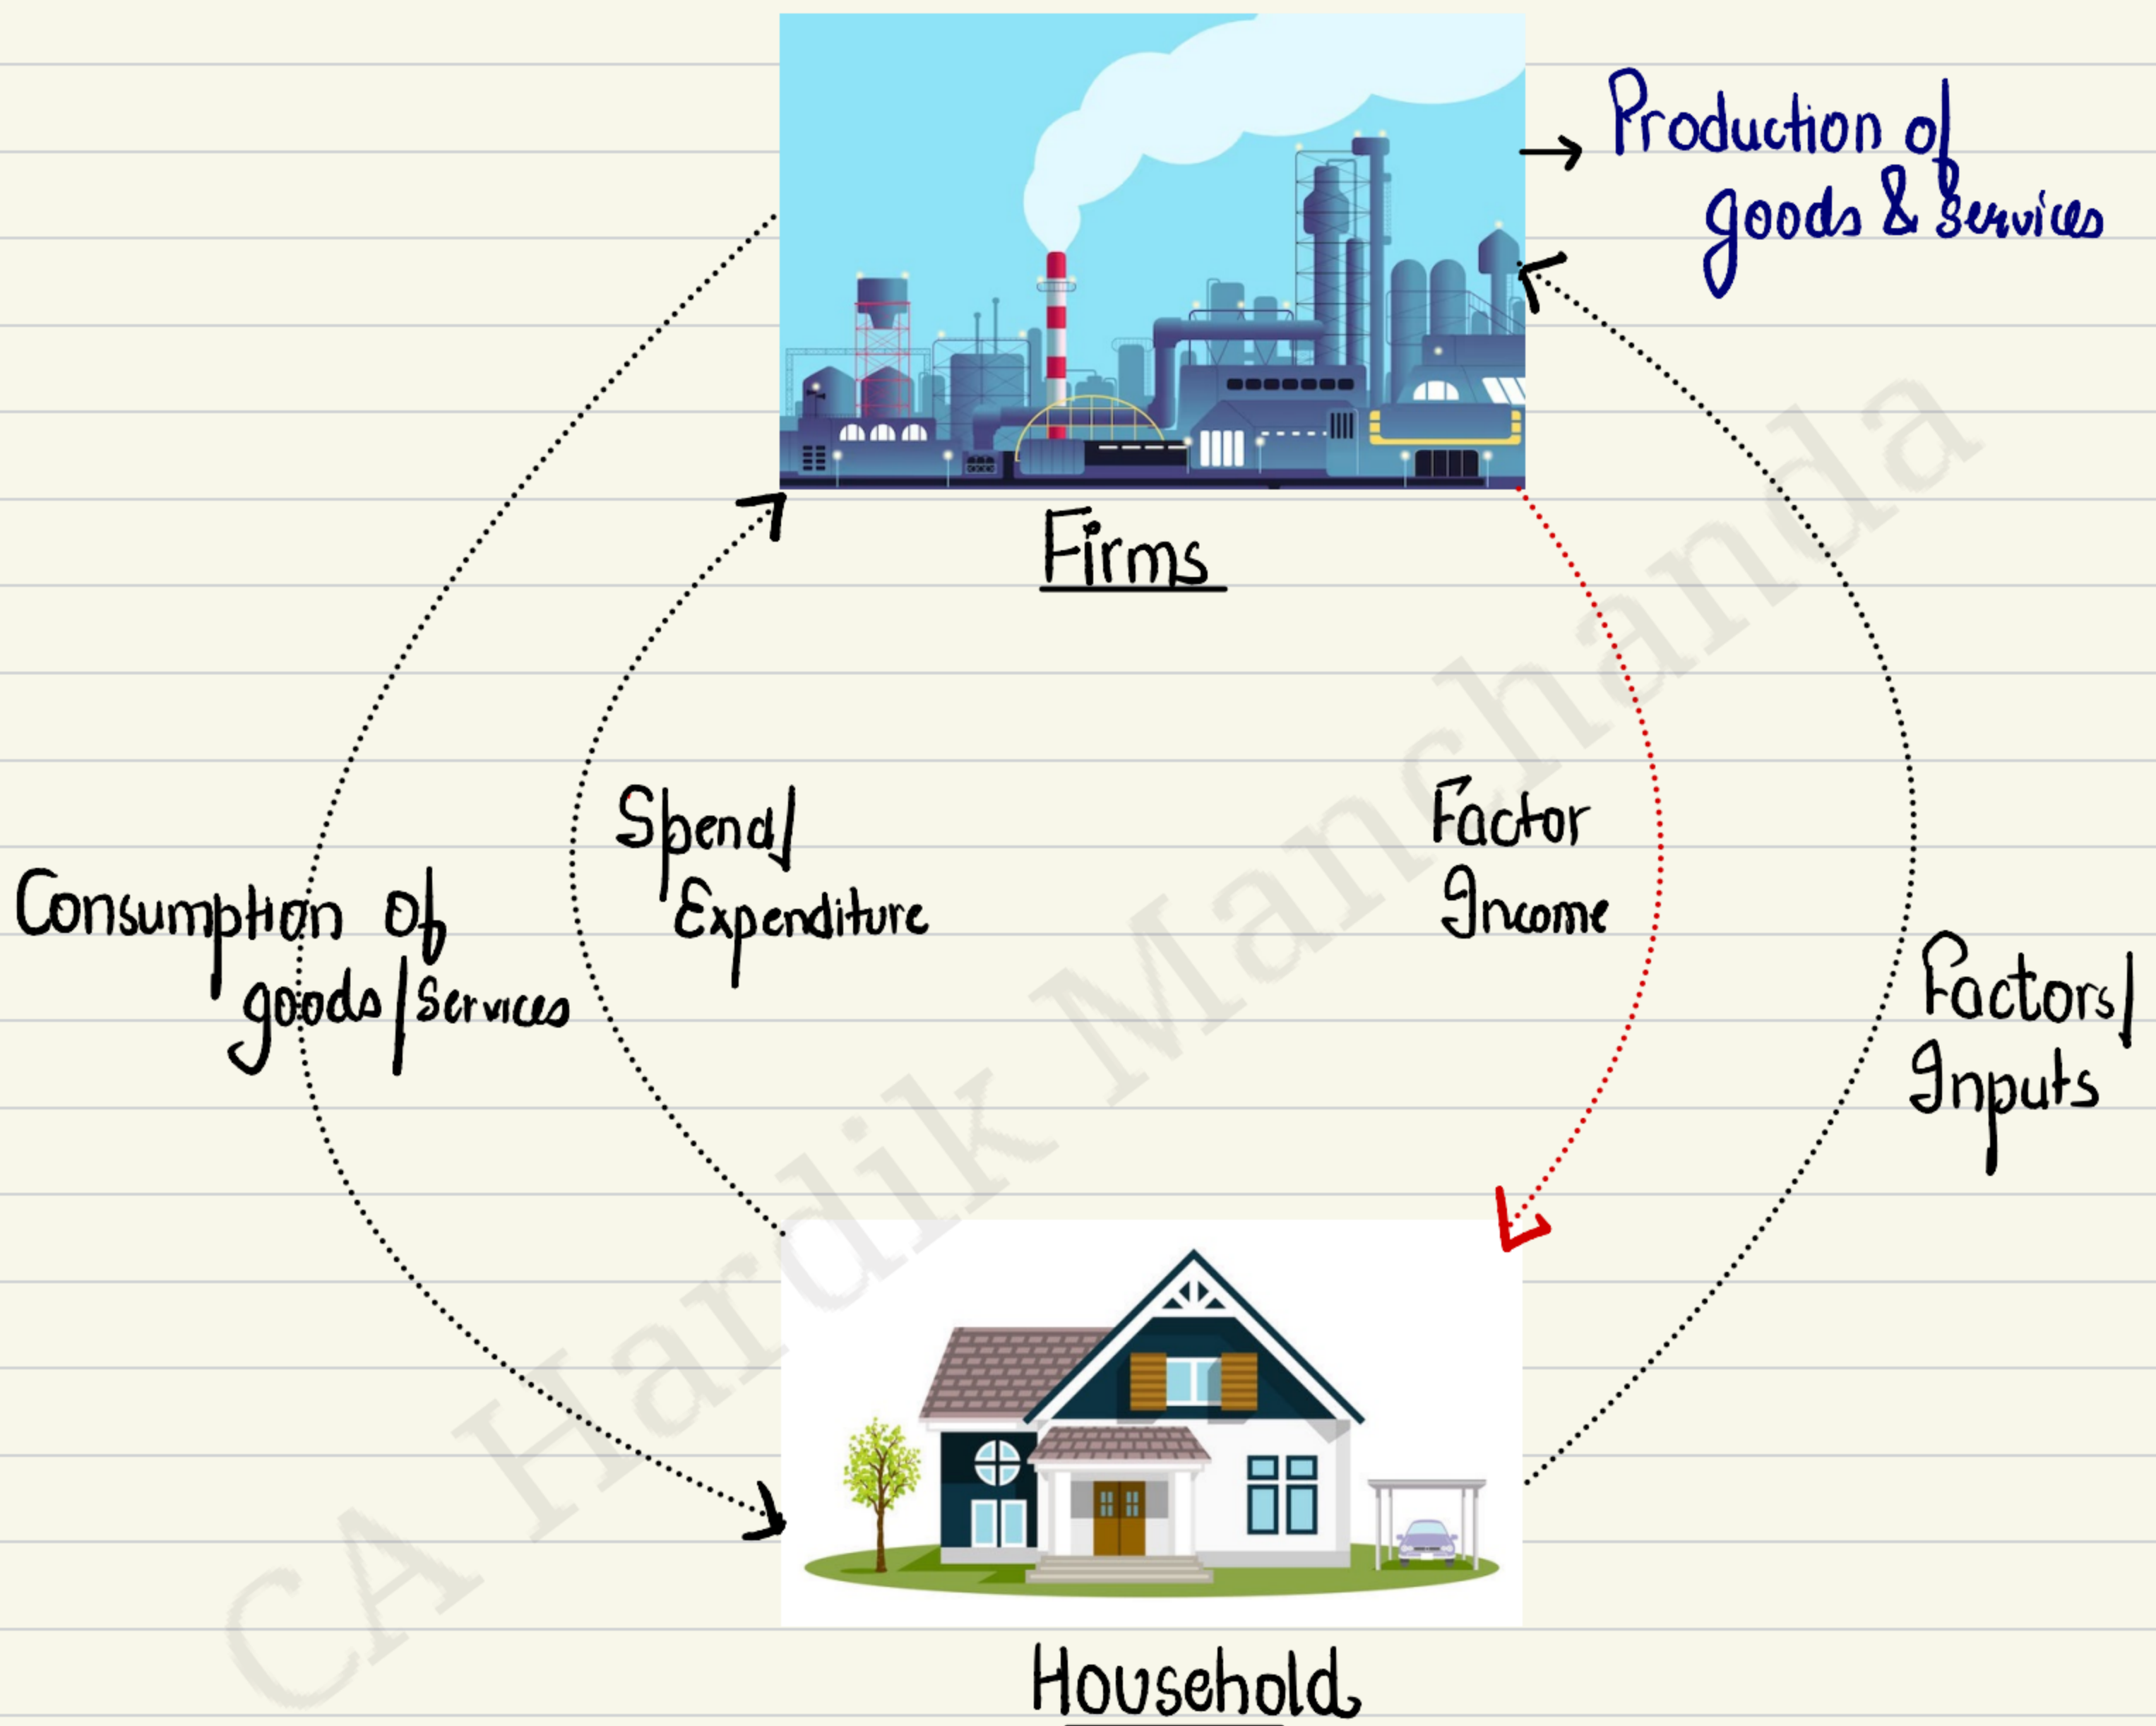 Production of
goods & services
Firms
Spend/
Expenditure
Factor
Income
Consumption of
goods/services
Factors/
Inputs
Household
CA Hardik Manchanda